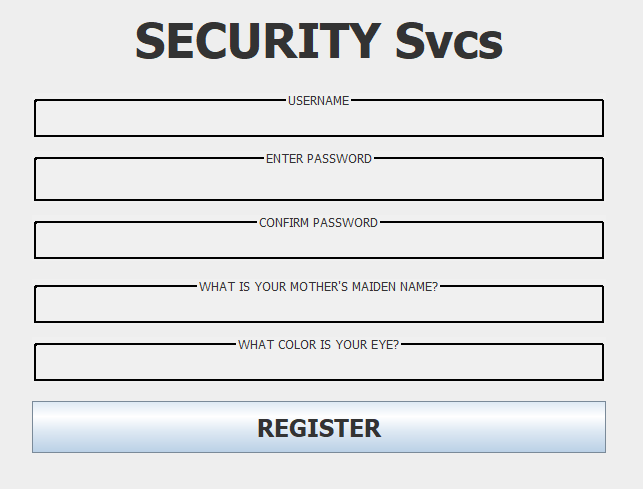 SECURITY Svcs
USERNAME
ENTER PASSWORD
CONFIRM PASSWORD
WHAT IS YOUR MOTHER'S MAIDEN NAME?
WHAT COLOR IS YOUR EYE?
REGISTER